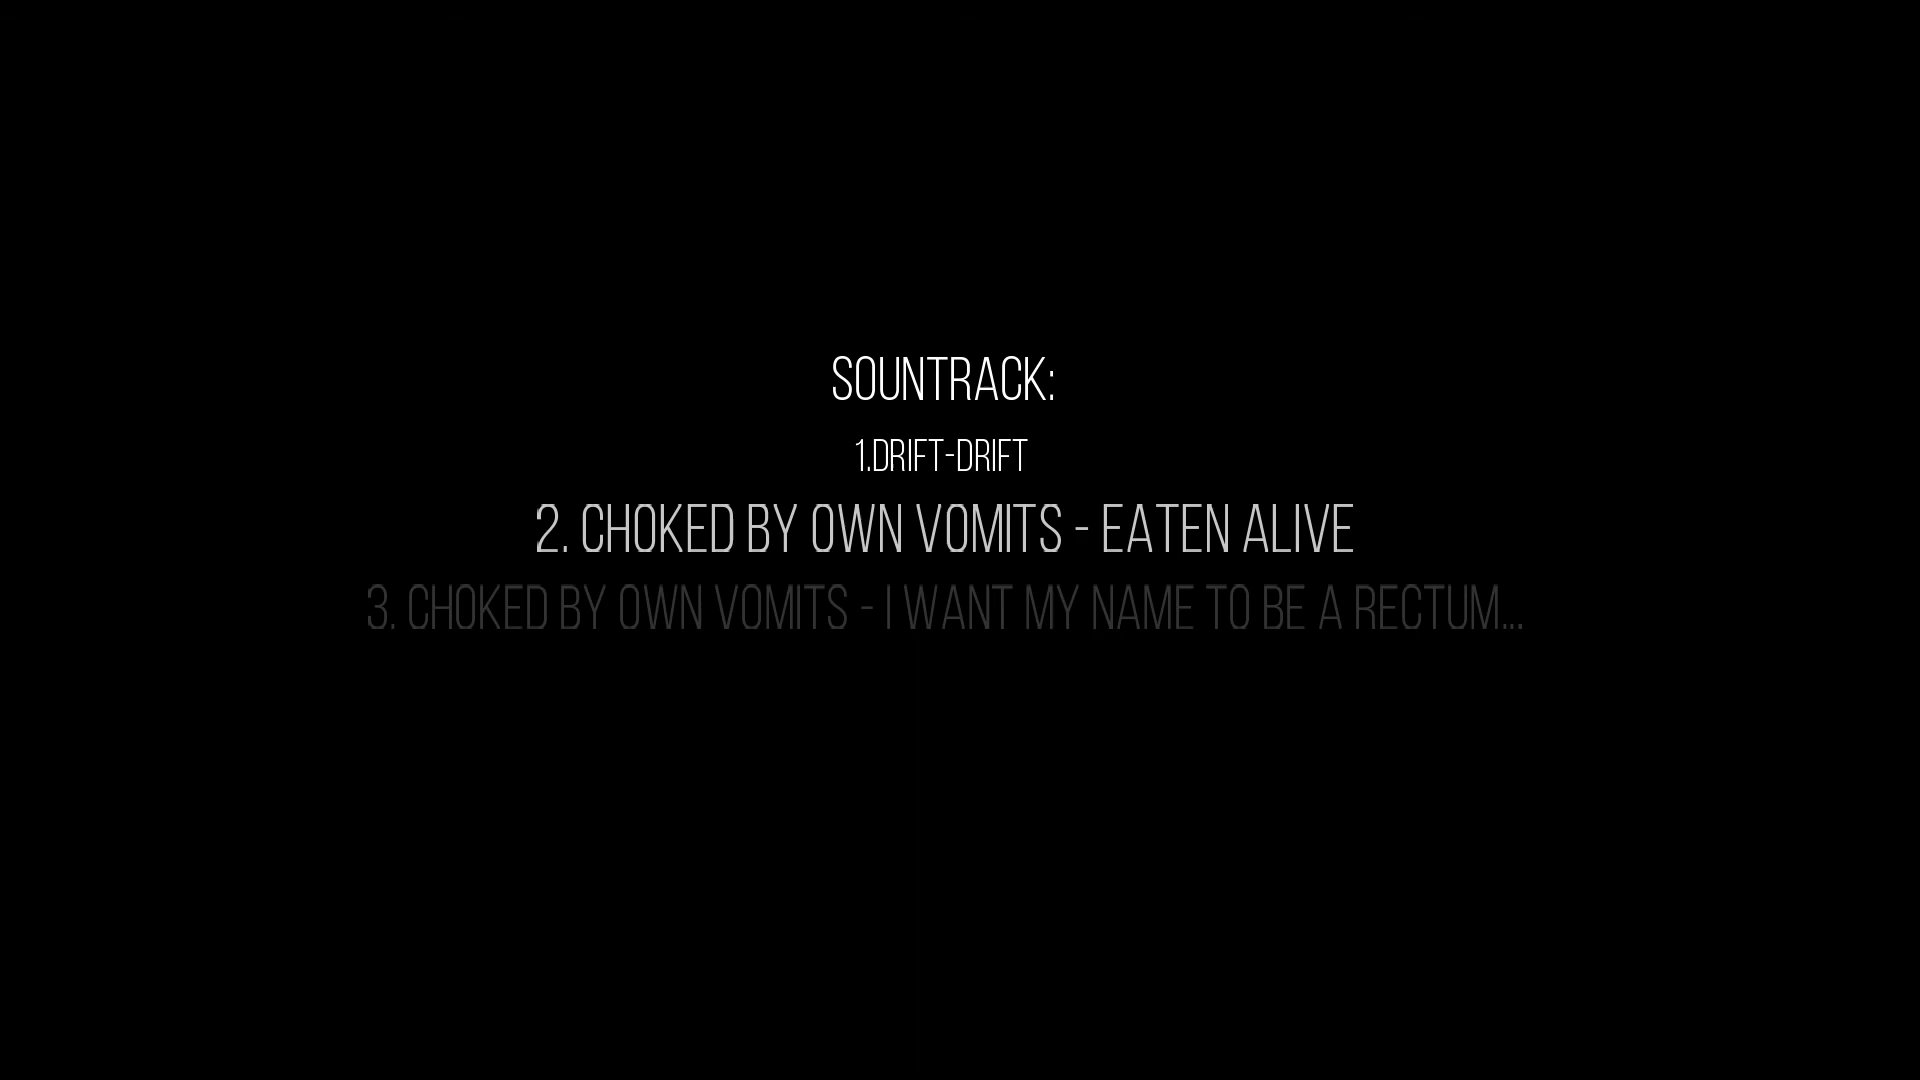 SOUNTRACK:
1.DRIFT-DRIFT
2. CHOKED BY OWN VOMITS - EATEN ALIVE
3. CHOKED BY OWN VOMITS - I WANT MY NAME TO BE A RECTUM...